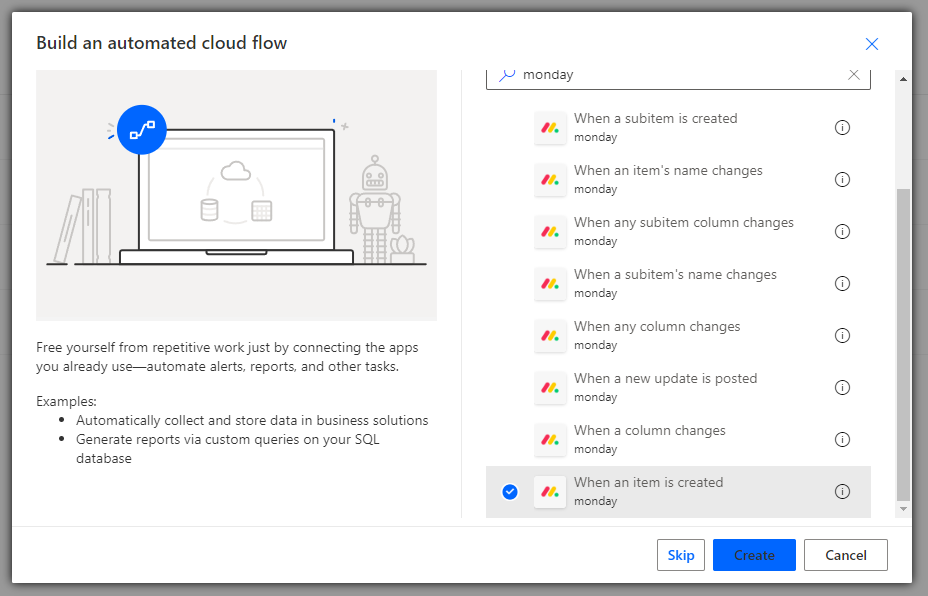 Build an automated cloud flow
monday
When a subitem is created
monday
When an item's name changes
monday
When any subitem column changes
monday
When a subitem's name changes
monday
When any column changes
monday
When a new update is posted
monday
When a column changes
monday
When an item is created
monday
Free yourself from repetitive work just by connecting the apps
you already use—automate alerts, reports, and other tasks.
Examples:
• Automatically collect and store data in business solutions
• Generate reports via custom queries on your SQL
database
Skip
Create
Cancel